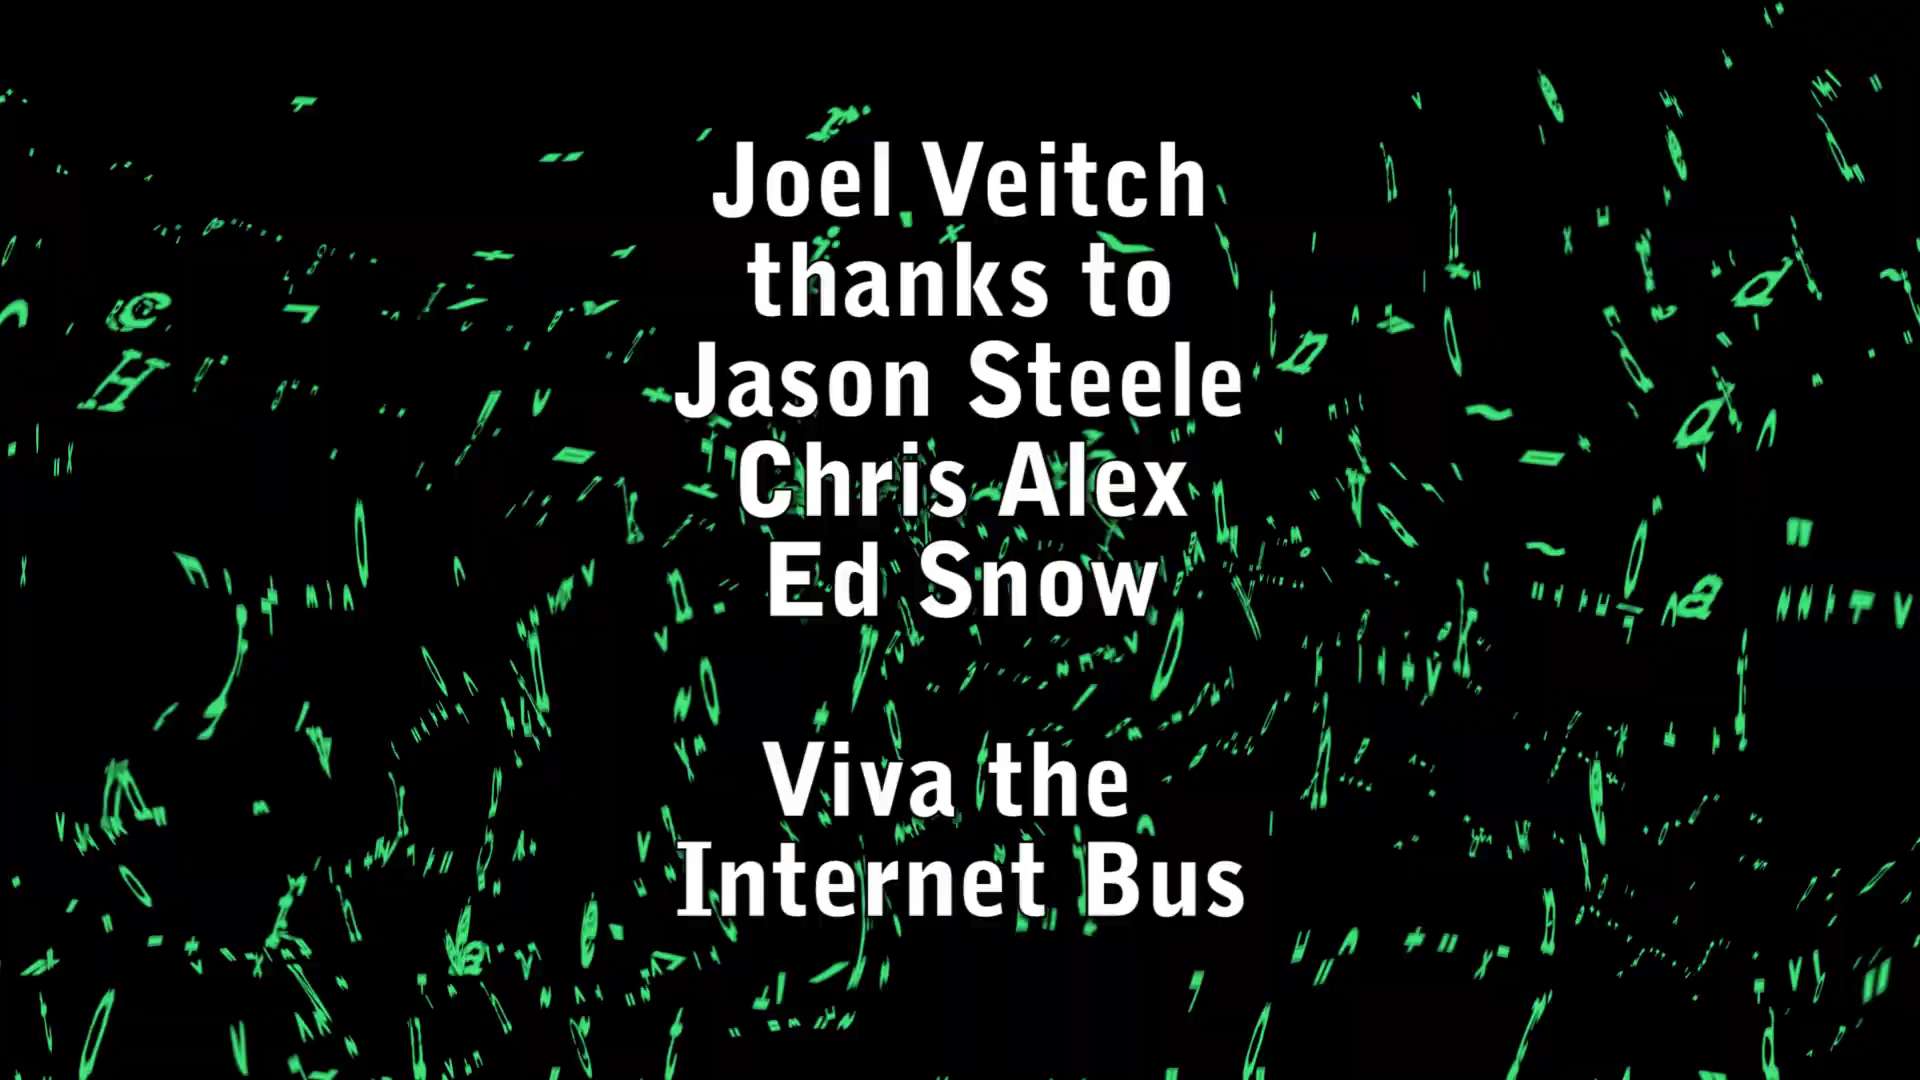 Joel Veitch
thanks to
Jason Steele
Chris Alex
Ed Snow
Viva the
Internet Bus